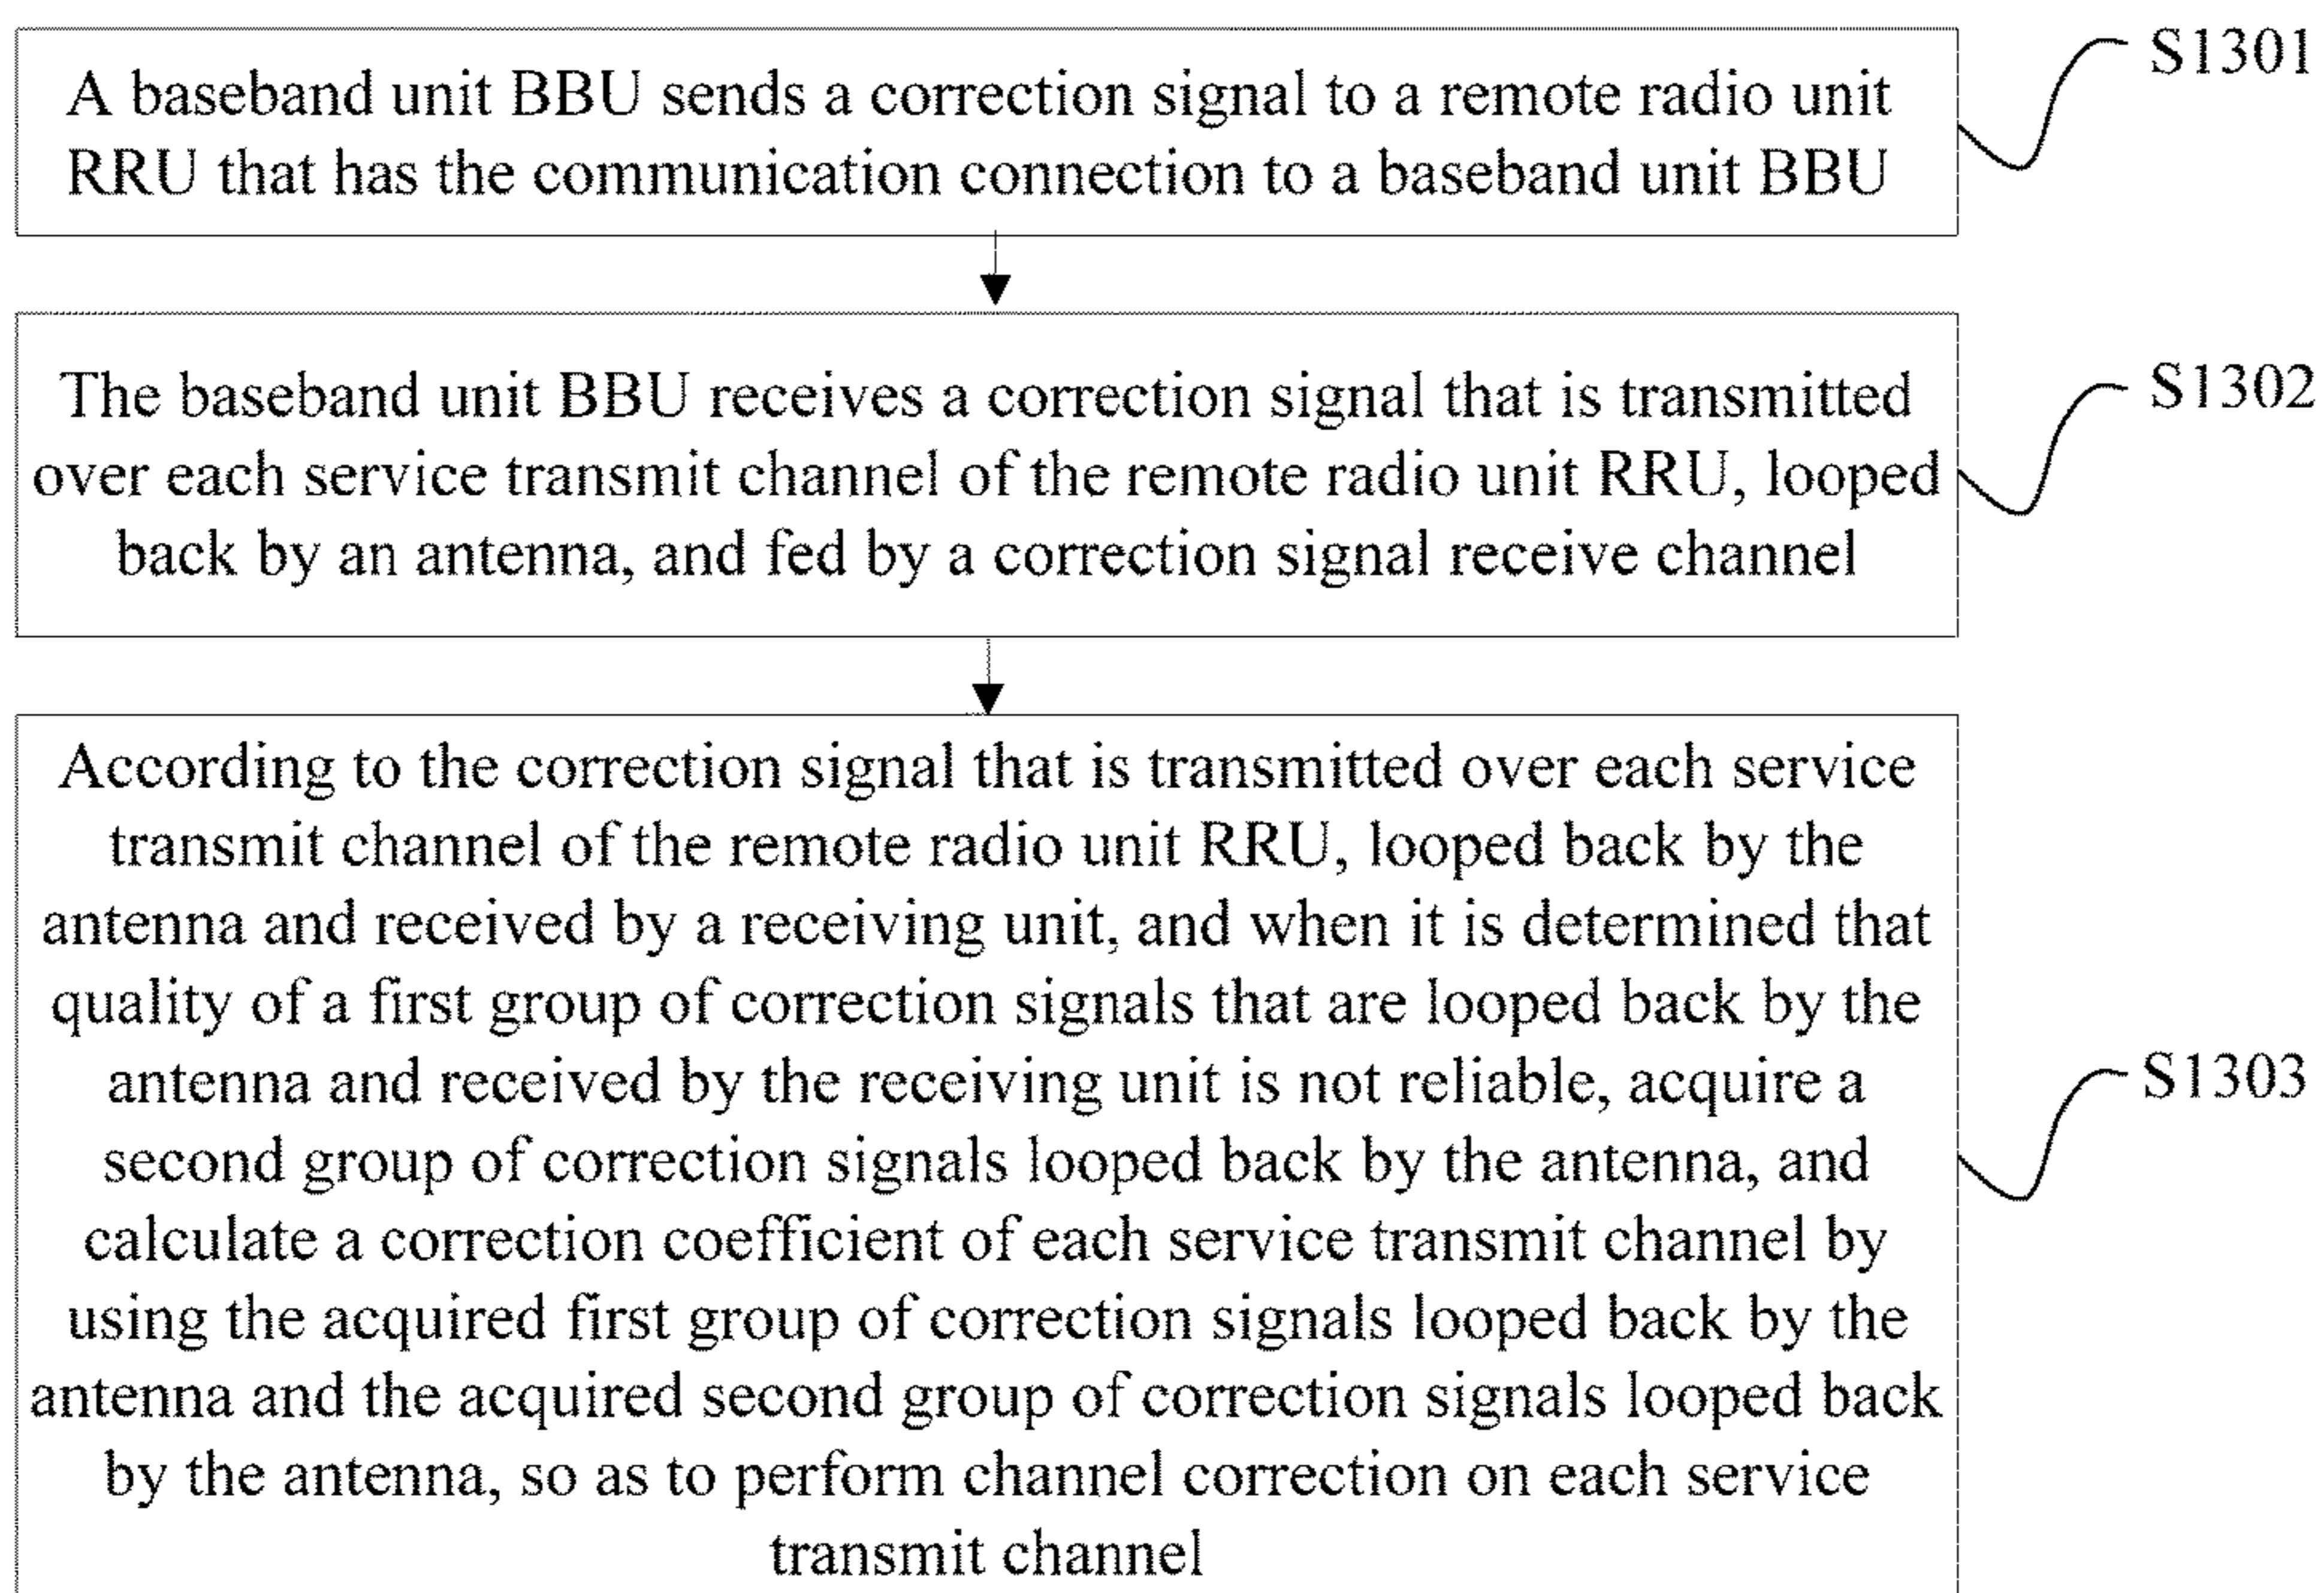 A baseband unit BBU sends a correction signal to a remote radio unit
RRU that has the communication connection to a baseband unit BBU
S1301
The baseband unit BBU receives a correction signal that is transmitted
over each service transmit channel of the remote radio unit RRU, looped
back by an antenna, and fed by a correction signal receive channel
S1302
According to the correction signal that is transmitted over each service
transmit channel of the remote radio unit RRU, looped back by the
antenna and received by a receiving unit, and when it is determined that
quality of a first group of correction signals that are looped back by the
antenna and received by the receiving unit is not reliable, acquire a
second group of correction signals looped back by the antenna, and
calculate a correction coefficient of each service transmit channel by
using the acquired first group of correction signals looped back by the
antenna and the acquired second group of correction signals looped back
by the antenna, so as to perform channel correction on each service
transmit channel
S1303